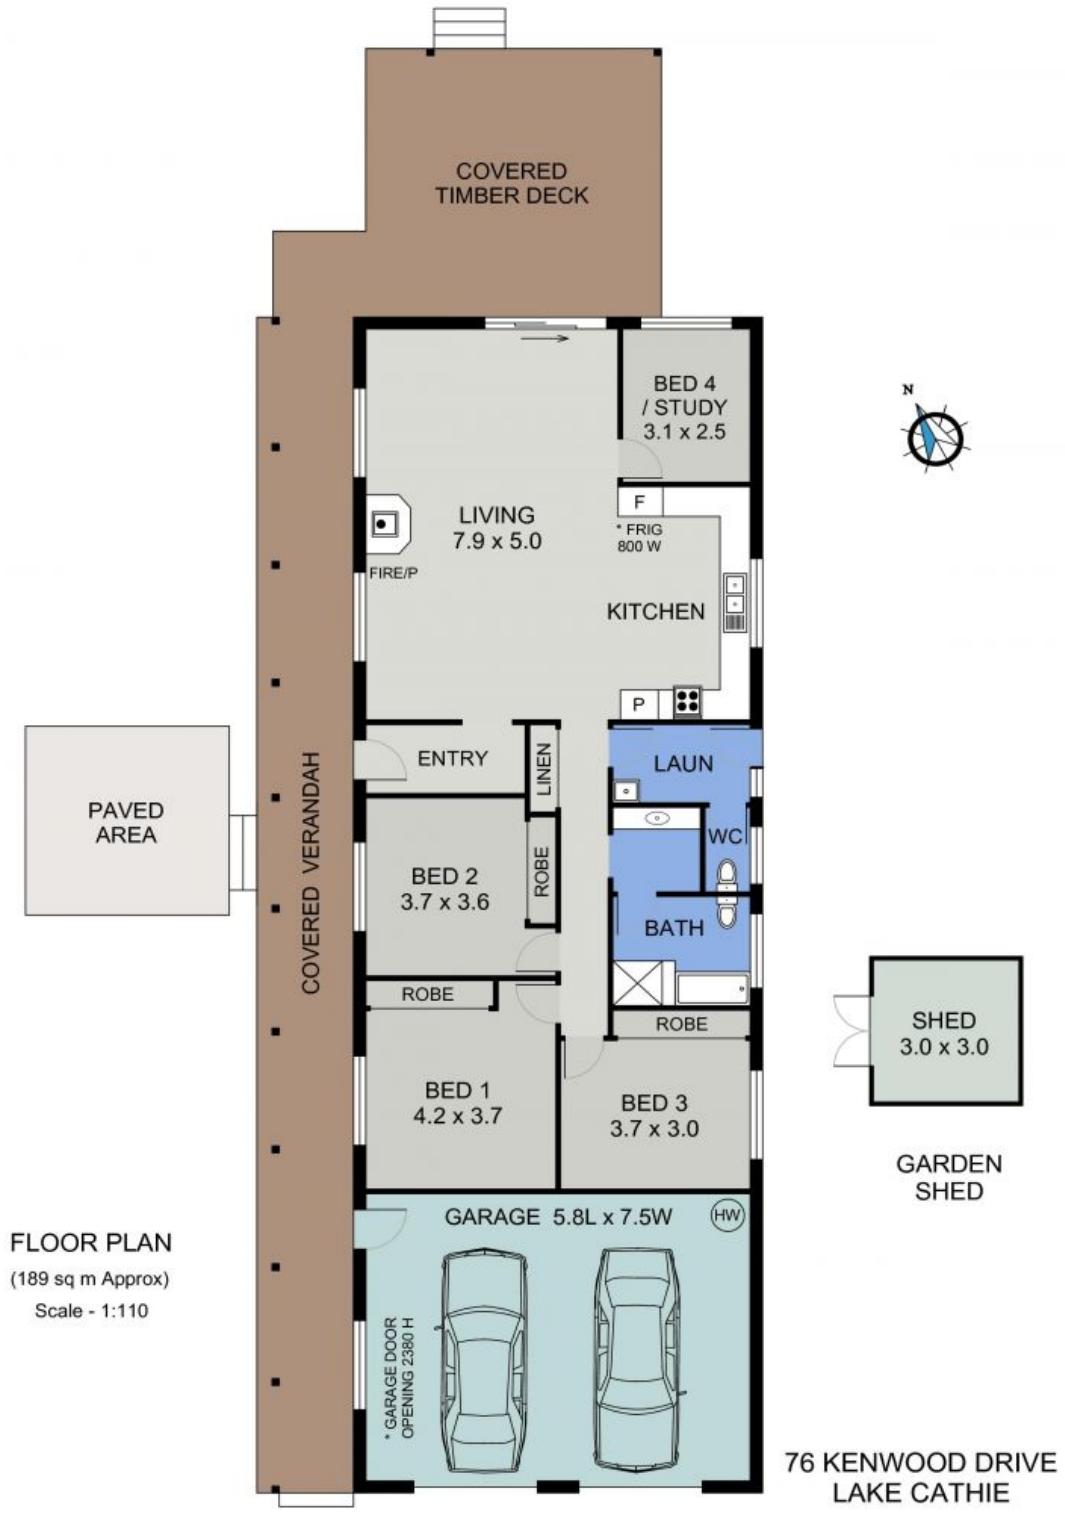 COVERED
TIMBER DECK
BED 4
/ STUDY
3.1 x 2.5
N
LIVING
7.9 x 5.0
F
* FRIG
800 W
FIRE/P
KITCHEN
P
ENTRY
LINEN
LAUN
PAVED
AREA
COVERED VERANDAH
WC
BED 2
3.7 x 3.6
ROBE
BATH
ROBE
ROBE
SHED
3.0 x 3.0
BED 1
4.2 x 3.7
BED 3
3.7 x 3.0
GARDEN
SHED
GARAGE 5.8L x 7.5W
HW
FLOOR PLAN
(189 sq m Approx)
Scale - 1:110
* GARAGE DOOR
OPENING 2380 H
76 KENWOOD DRIVE
LAKE CATHIE